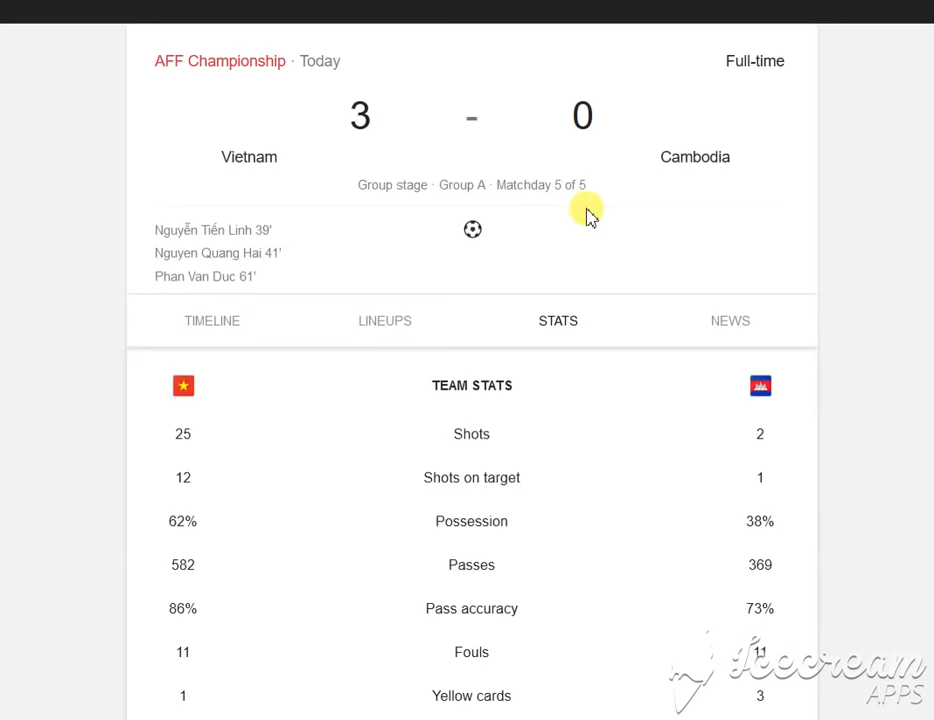 AFF Championship · Today Full-time
3 - 0
Vietnam Cambodia
Group stage · Group A · Matchday 5 of 5
Nguyễn Tiến Linh 39'
Nguyen Quang Hai 41'
Phan Van Duc 61'
TIMELINE LINEUPS STATS NEWS
TEAM STATS
25 Shots 2
12 Shots on target 1
62% Possession 38%
582 Passes 369
86% Pass accuracy 73%
11 Fouls 11
1 Yellow cards 3
Icecream
APPS